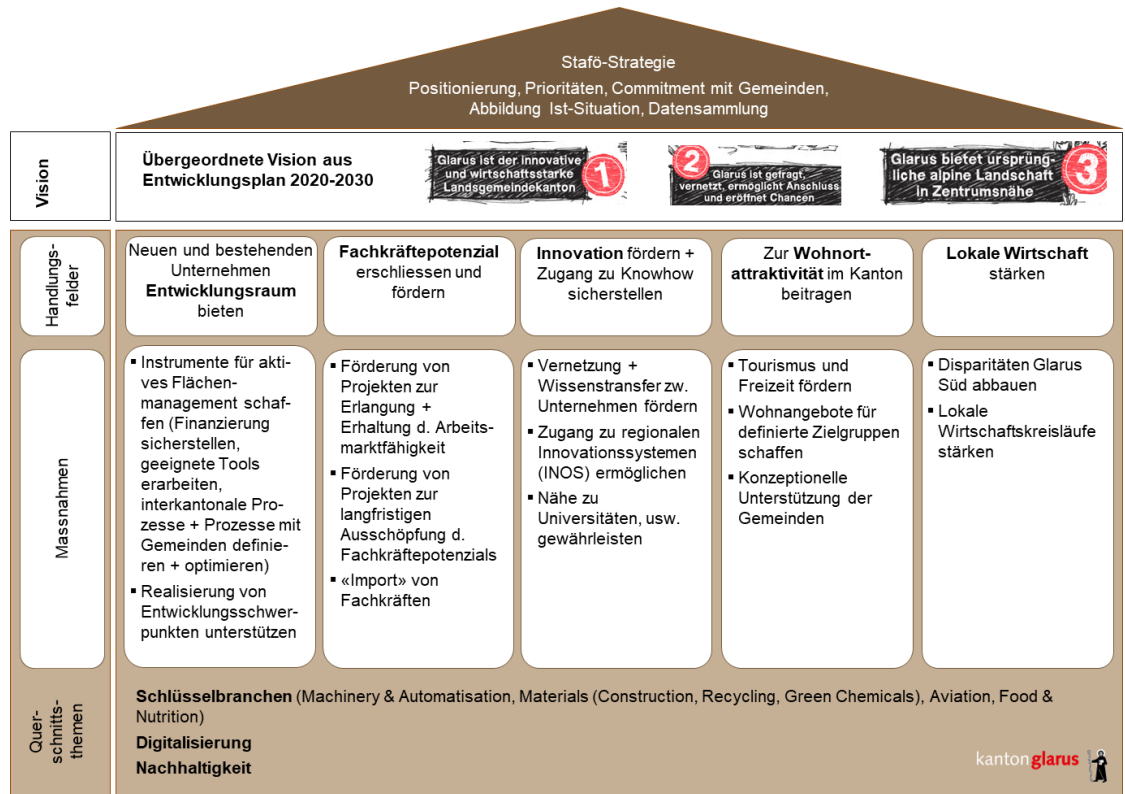 Stafö-Strategie
Positionierung, Prioritäten, Commitment mit Gemeinden,
Abbildung Ist-Situation, Datensammlung
Vision
Übergeordnete Vision aus
Entwicklungsplan 2020-2030
Glarus ist der innovative
und wirtschaftsstarke
Landsgemeindekanton
1
2
Glarus ist gefragt,
vernetzt, ermöglicht Anschluss
und eröffnet Chancen
Glarus bietet ursprüng-
liche alpine Landschaft
in Zentrumsnähe
3
Handlungs-
felder
Neuen und bestehenden
Unternehmen
Entwicklungsraum
bieten
Fachkräftepotenzial
erschliessen und
fördern
Innovation fördern +
Zugang zu Knowhow
sicherstellen
Zur Wohnort-
attraktivität im Kanton
beitragen
Lokale Wirtschaft
stärken
Massnahmen
▪ Instrumente für akti-
ves Flächen-
management schaf-
fen (Finanzierung
sicherstellen,
geeignete Tools
erarbeiten,
interkantonale Pro-
zesse + Prozesse mit
Gemeinden definie-
ren + optimieren)
▪ Realisierung von
Entwicklungsschwer-
punkten unterstützen
▪ Förderung von
Projekten zur
Erlangung +
Erhaltung d. Arbeits-
marktfähigkeit
▪ Förderung von
Projekten zur
langfristigen
Ausschöpfung d.
Fachkräftepotenzials
▪ «Import» von
Fachkräften
▪ Vernetzung +
Wissenstransfer zw.
Unternehmen fördern
▪ Zugang zu regionalen
Innovationssystemen
(INOS) ermöglichen
▪ Nähe zu
Universitäten, usw.
gewährleisten
▪ Tourismus und
Freizeit fördern
▪ Wohnangebote für
definierte Zielgruppen
schaffen
▪ Konzeptionelle
Unterstützung der
Gemeinden
▪ Disparitäten Glarus
Süd abbauen
▪ Lokale
Wirtschaftskreisläufe
stärken
Quer-
schnitts-
themen
Schlüsselbranchen (Machinery & Automatisation, Materials (Construction, Recycling, Green Chemicals), Aviation, Food &
Nutrition)
Digitalisierung
Nachhaltigkeit
kanton glarus